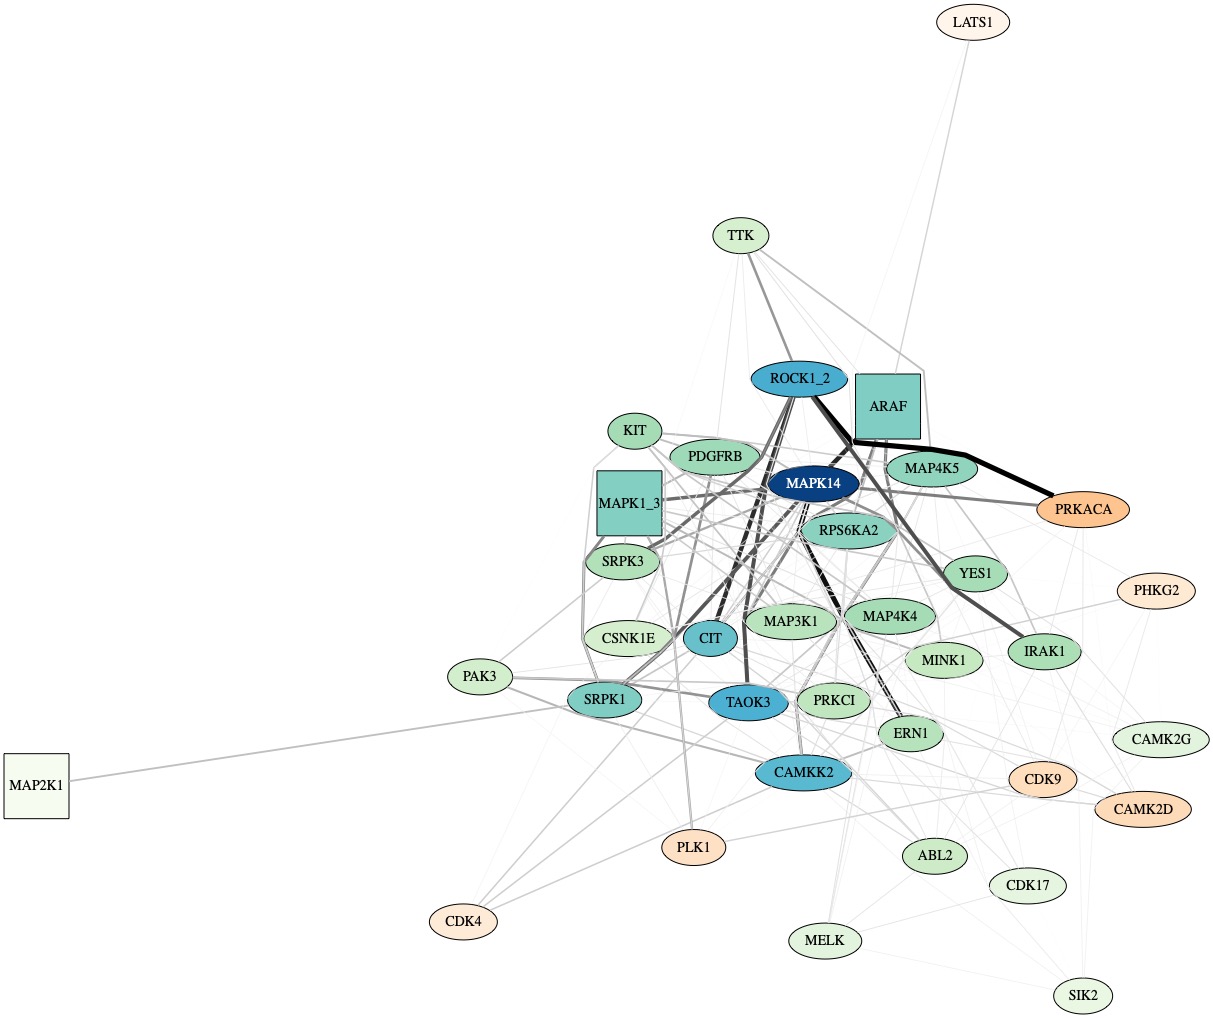 LATS1
TTK
ROCK1_2
ARAF
KIT
PDGFRB
MAP4K5
MAPK14
MAPK1_3
PRKACA
RPS6KA2
SRPK3
YES1
PHKG2
MAP3K1
MAP4K4
CSNK1E
CIT
IRAK1
MINK1
PAK3
SRPK1
TAOK3
PRKCI
ERN1
CAMK2G
CAMKK2
CDK9
MAP2K1
CAMK2D
PLK1
ABL2
CDK17
CDK4
MELK
SIK2